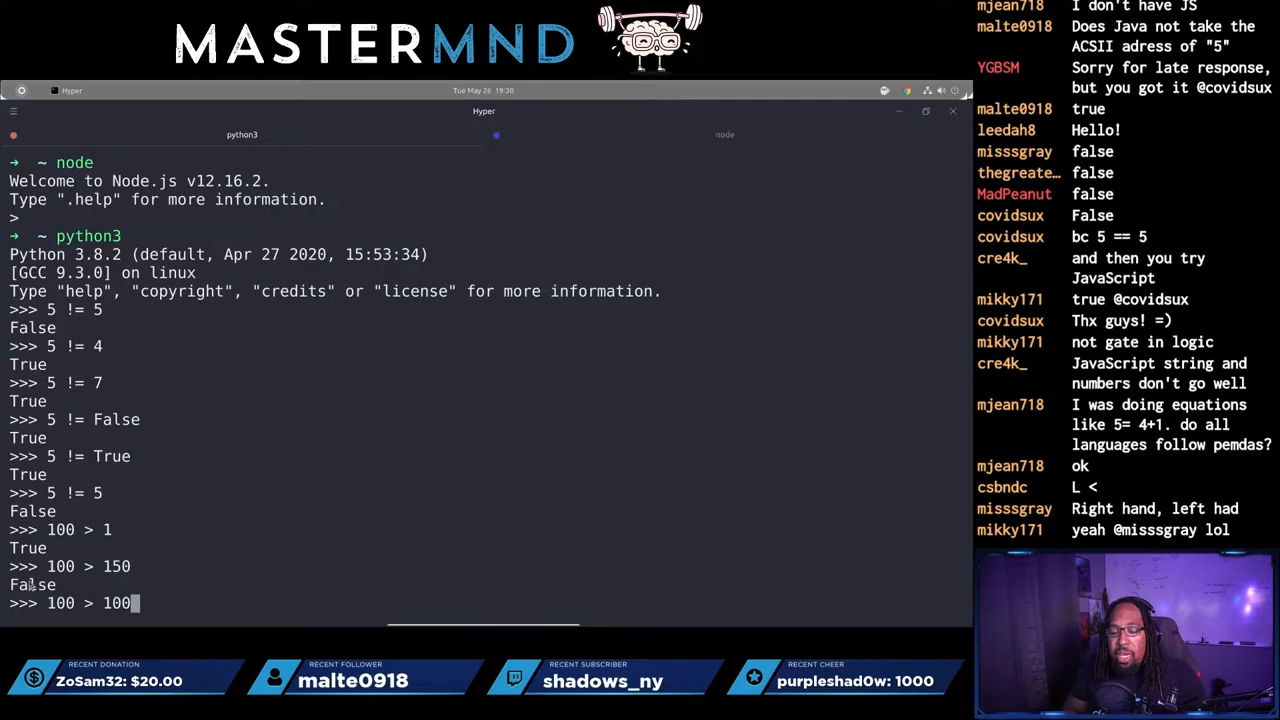 MASTERMND
Hyper
Tue May 26 19:30
Hyper
python3
node
➜ ~ node
Welcome to Node.js v12.16.2.
Type ".help" for more information.
>
➜ ~ python3
Python 3.8.2 (default, Apr 27 2020, 15:53:34)
[GCC 9.3.0] on linux
Type "help", "copyright", "credits" or "license" for more information.
>>> 5 != 5
False
>>> 5 != 4
True
>>> 5 != 7
True
>>> 5 != False
True
>>> 5 != True
True
>>> 5 != 5
False
>>> 100 > 1
True
>>> 100 > 150
False
>>> 100 > 100
mjean718 I don't have JS
malte0918 Does Java not take the
ACSII adress of "5"
YGBSM Sorry for late response,
but you got it @covidsux
malte0918 true
leedah8 Hello!
misssgray false
thegreate… false
MadPeanut false
covidsux False
covidsux bc 5 == 5
cre4k_ and then you try
JavaScript
mikky171 true @covidsux
covidsux Thx guys! =)
mikky171 not gate in logic
cre4k_ JavaScript string and
numbers don't go well
mjean718 I was doing equations
like 5= 4+1. do all
languages follow pemdas?
mjean718 ok
csbndc L <
misssgray Right hand, left had
mikky171 yeah @misssgray lol
RECENT DONATION
ZoSam32: $20.00
RECENT FOLLOWER
malte0918
RECENT SUBSCRIBER
shadows_ny
RECENT CHEER
purpleshad0w: 1000